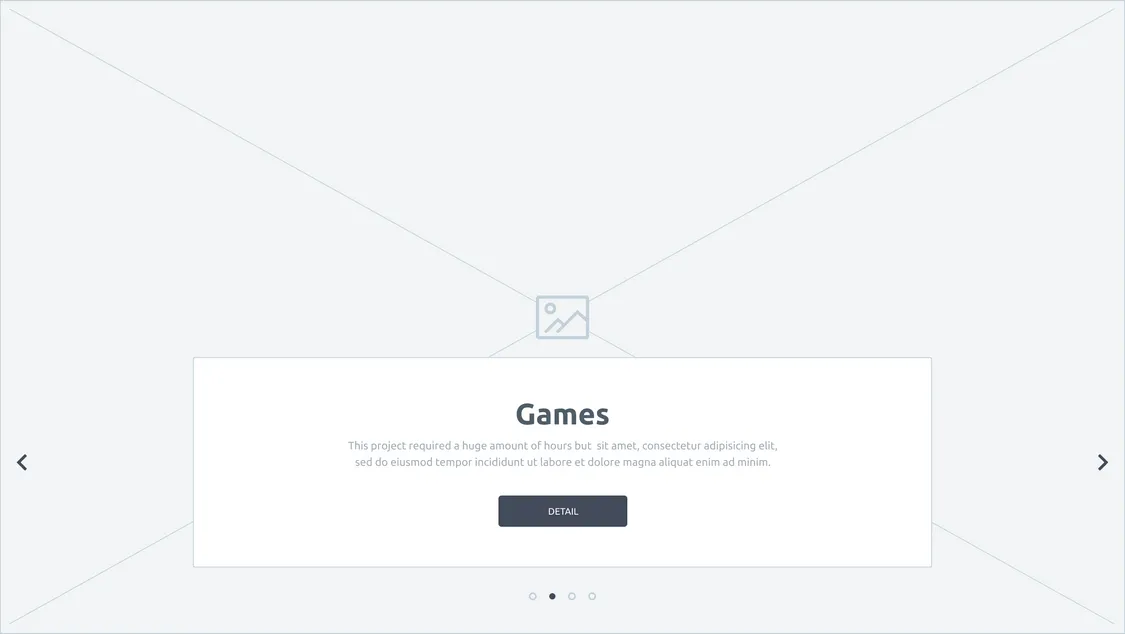 Games
This project required a huge amount of hours but  sit amet, consectetur adipisicing elit,
sed do eiusmod tempor incididunt ut labore et dolore magna aliquat enim ad minim.
DETAIL